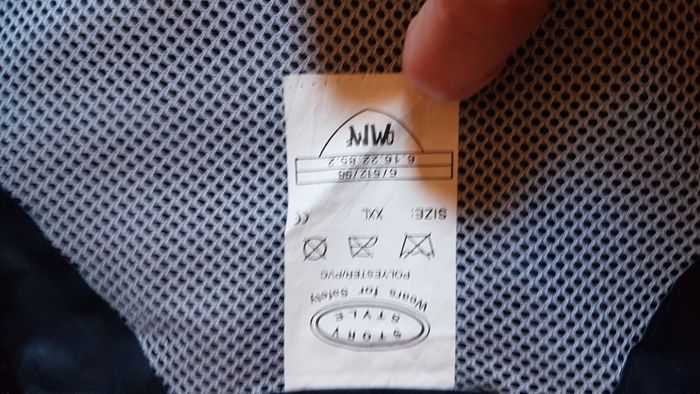 STORY
STYLE
Wears for Safety
POLYESTER/PVC
SIZE: XXL
6/512/98
6.16.22.85.2